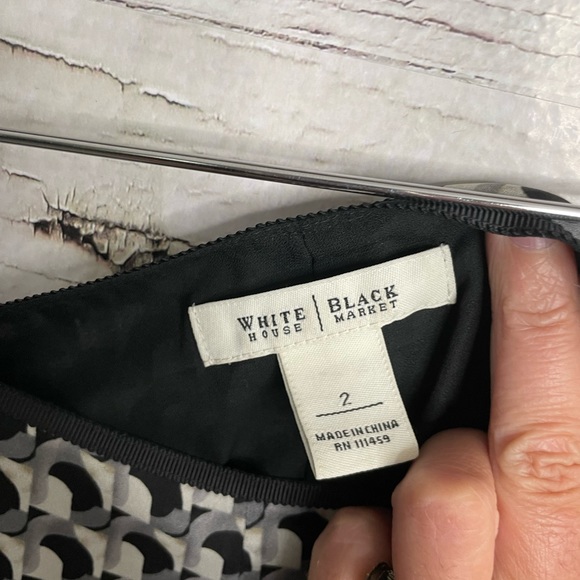 WHITE | BLACK
HOUSE | MARKET
2
MADE IN CHINA
RN 111459